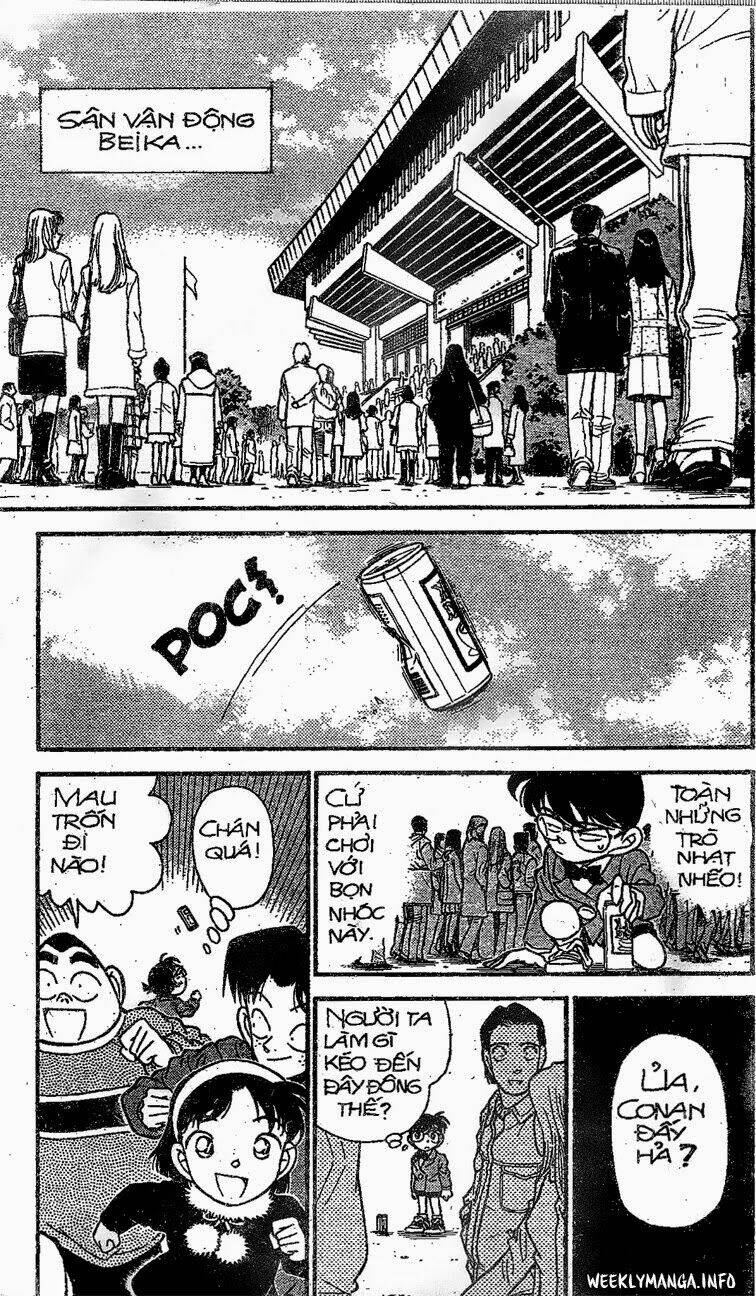 SÂN VẬN ĐỘNG
BEIKA...
POC!
TOÀN
NHỮNG
TRÒ
NHẠT
NHẼO!
CỨ
PHẢI
CHƠI
VỚI
BỌN
NHÓC
NÀY.
CHÁN
QUÁ!
MAU
TRỐN
ĐI
NÀO!
ỦA,
CONAN
ĐẤY
HẢ?
NGƯỜI TA
LÀM GÌ
KÉO ĐẾN
ĐÂY ĐÔNG
THẾ?
WEEKLYMANGA.INFO